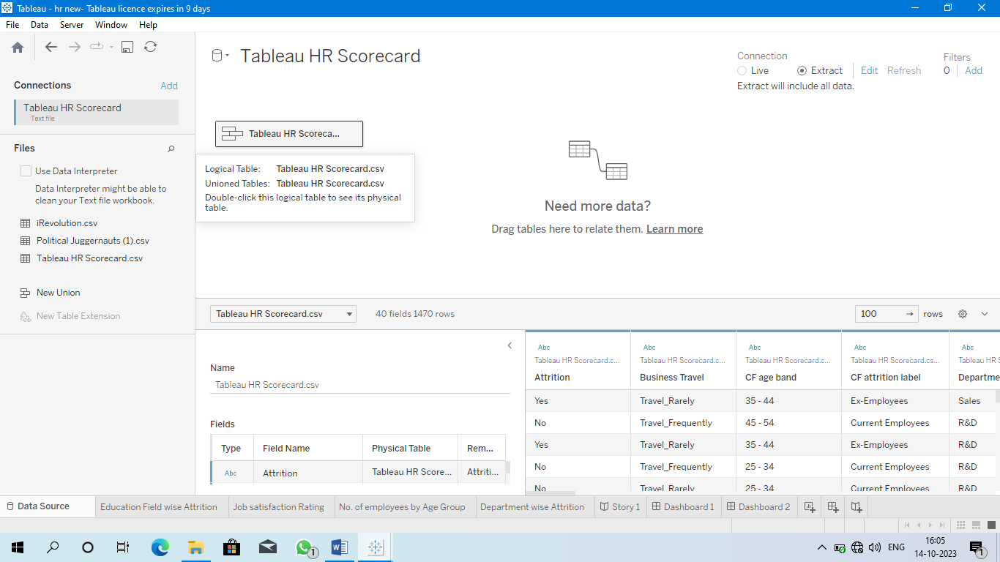 Tableau - hr new- Tableau licence expires in 9 days
File Data Server Window Help
Connections Add
Tableau HR Scorecard
Text file
Files
Use Data Interpreter
Data Interpreter might be able to
clean your Text file workbook.
iRevolution.csv
Political Juggernauts (1).csv
Tableau HR Scorecard.csv
New Union
New Table Extension
Tableau HR Scorecard
Connection
Live Extract Edit Refresh
Extract will include all data.
Filters
0 Add
Tableau HR Scoreca...
Logical Table: Tableau HR Scorecard.csv
Unioned Tables: Tableau HR Scorecard.csv
Double-click this logical table to see its physical
table.
Need more data?
Drag tables here to relate them. Learn more
Tableau HR Scorecard.csv 40 fields 1470 rows 100 rows
Name
Tableau HR Scorecard.csv
Fields
Type Field Name Physical Table Rem...
Abc Attrition Tableau HR Score... Attriti...
Abc Abc Abc Abc Abc
Tableau HR Scorecard.c... Tableau HR Scorecard.c... Tableau HR Scorecard.c... Tableau HR Scorecard.cs... Tableau HR S
Attrition Business Travel CF age band CF attrition label Departme
Yes Travel_Rarely 35 - 44 Ex-Employees Sales
No Travel_Frequently 45 - 54 Current Employees R&D
Yes Travel_Rarely 35 - 44 Ex-Employees R&D
No Travel_Frequently 25 - 34 Current Employees R&D
No Travel_Rarely 25 - 34 Current Employees R&D
Data Source Education Field wise Attrition Job satisfaction Rating No. of employees by Age Group Department wise Attrition Story 1 Dashboard 1 Dashboard 2
1 ENG 16:05
14-10-2023 1